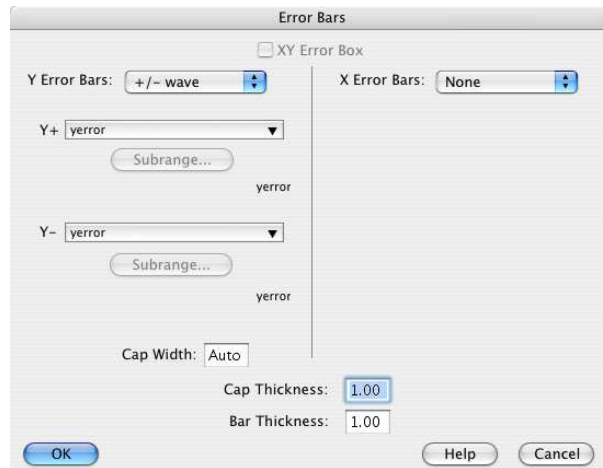 Error Bars
XY Error Box
Y Error Bars: +/- wave
X Error Bars: None
Y+ yerror
Subrange...
yerror
Y- yerror
Subrange...
yerror
Cap Width: Auto
Cap Thickness: 1.00
Bar Thickness: 1.00
OK
Help
Cancel